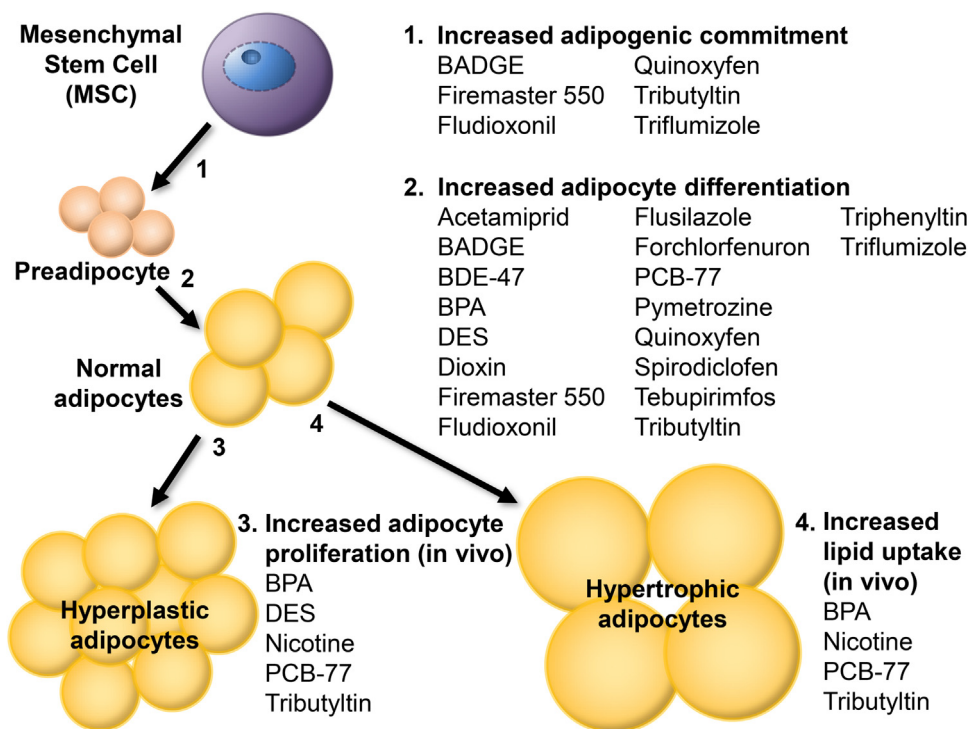 Mesenchymal
Stem Cell
(MSC)
1
Preadipocyte
2
Normal
adipocytes
3
4
1. Increased adipogenic commitment
BADGE Quinoxyfen
Firemaster 550 Tributyltin
Fludioxonil Triflumizole
2. Increased adipocyte differentiation
Acetamiprid Flusilazole Triphenyltin
BADGE Forchlorfenuron Triflumizole
BDE-47 PCB-77
BPA Pymetrozine
DES Quinoxyfen
Dioxin Spirodiclofen
Firemaster 550 Tebupirimfos
Fludioxonil Tributyltin
Hyperplastic
adipocytes
3. Increased adipocyte
proliferation (in vivo)
BPA
DES
Nicotine
PCB-77
Tributyltin
Hypertrophic
adipocytes
4. Increased
lipid uptake
(in vivo)
BPA
Nicotine
PCB-77
Tributyltin